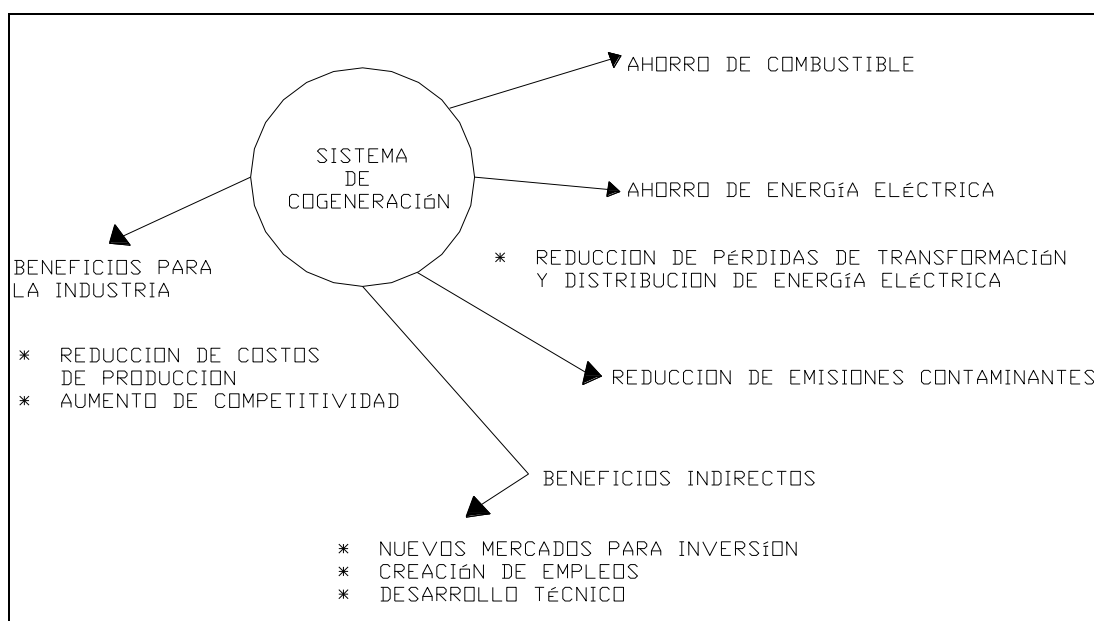 SISTEMA
DE
COGENERACIóN
AHORRO DE COMBUSTIBLE
AHORRO DE ENERGíA ELéCTRICA
* REDUCCION DE PéRDIDAS DE TRANSFORMACIóN
Y DISTRIBUCION DE ENERGíA ELéCTRICA
REDUCCION DE EMISIONES CONTAMINANTES
BENEFICIOS PARA
LA INDUSTRIA
* REDUCCION DE COSTOS
DE PRODUCCION
* AUMENTO DE COMPETITIVIDAD
BENEFICIOS INDIRECTOS
* NUEVOS MERCADOS PARA INVERSIóN
* CREACIóN DE EMPLEOS
* DESARROLLO TéCNICO